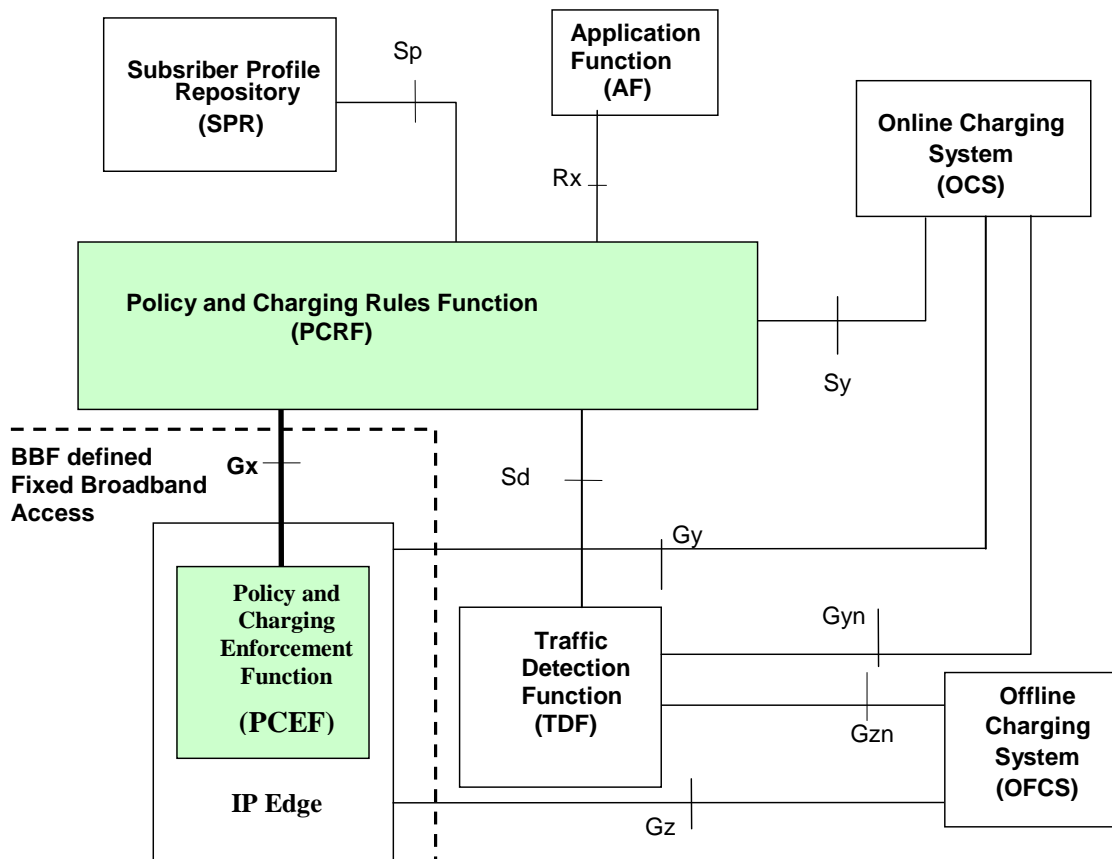 Subsriber Profile
Repository
(SPR)
Sp
Application
Function
(AF)
Rx
Online Charging
System
(OCS)
Policy and Charging Rules Function
(PCRF)
Sy
BBF defined
Fixed Broadband
Access
Gx
Sd
Gy
Policy and
Charging
Enforcement
Function
(PCEF)
IP Edge
Traffic
Detection
Function
(TDF)
Gyn
Gzn
Gz
Offline
Charging
System
(OFCS)